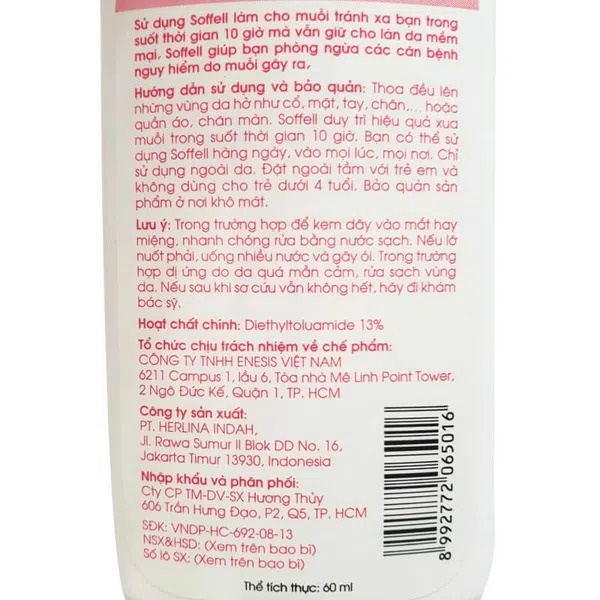 Sử dụng Soffell làm cho muỗi tránh xa bạn trong
suốt thời gian 10 giờ mà vẫn giữ cho làn da mềm
mại, Soffell giúp bạn phòng ngừa các căn bệnh
nguy hiểm do muỗi gây ra,
Hướng dẫn sử dụng và bảo quản: Thoa đều lên
những vùng da hở như cổ, mặt, tay, chân,... hoặc
quần áo, chăn màn. Soffell duy trì hiệu quả xua
muỗi trong suốt thời gian 10 giờ. Bạn có thể sử
dụng Soffell hàng ngày, vào mọi lúc, mọi nơi. Chỉ
sử dụng ngoài da. Đặt ngoài tầm với trẻ em và
không dùng cho trẻ dưới 4 tuổi. Bảo quản sản
phẩm ở nơi khô mát.
Lưu ý: Trong trường hợp để kem dây vào mắt hay
miệng, nhanh chóng rửa bằng nước sạch. Nếu lỡ
nuốt phải, uống nhiều nước và gây ói. Trong trường
hợp dị ứng do da quá mẫn cảm, rửa sạch vùng
da. Nếu sau khi sơ cứu vẫn không hết, hãy đi khám
bác sỹ.
Hoạt chất chính: Diethyltoluamide 13%
Tổ chức chịu trách nhiệm về chế phẩm:
CÔNG TY TNHH ENESIS VIỆT NAM
6211 Campus 1, lầu 6, Tòa nhà Mê Linh Point Tower,
2 Ngô Đức Kế, Quận 1, TP. HCM
Công ty sản xuất:
PT. HERLINA INDAH,
Jl. Rawa Sumur II Blok DD No. 16,
Jakarta Timur 13930, Indonesia
Nhập khẩu và phân phối:
Cty CP TM-DV-SX Hương Thủy
606 Trần Hưng Đạo, P2, Q5, TP. HCM
SĐK: VNDP-HC-692-08-13
NSX&HSD: (Xem trên bao bì)
Số lô SX: (Xem trên bao bì)
8 992772 065016
Thể tích thực: 60 ml